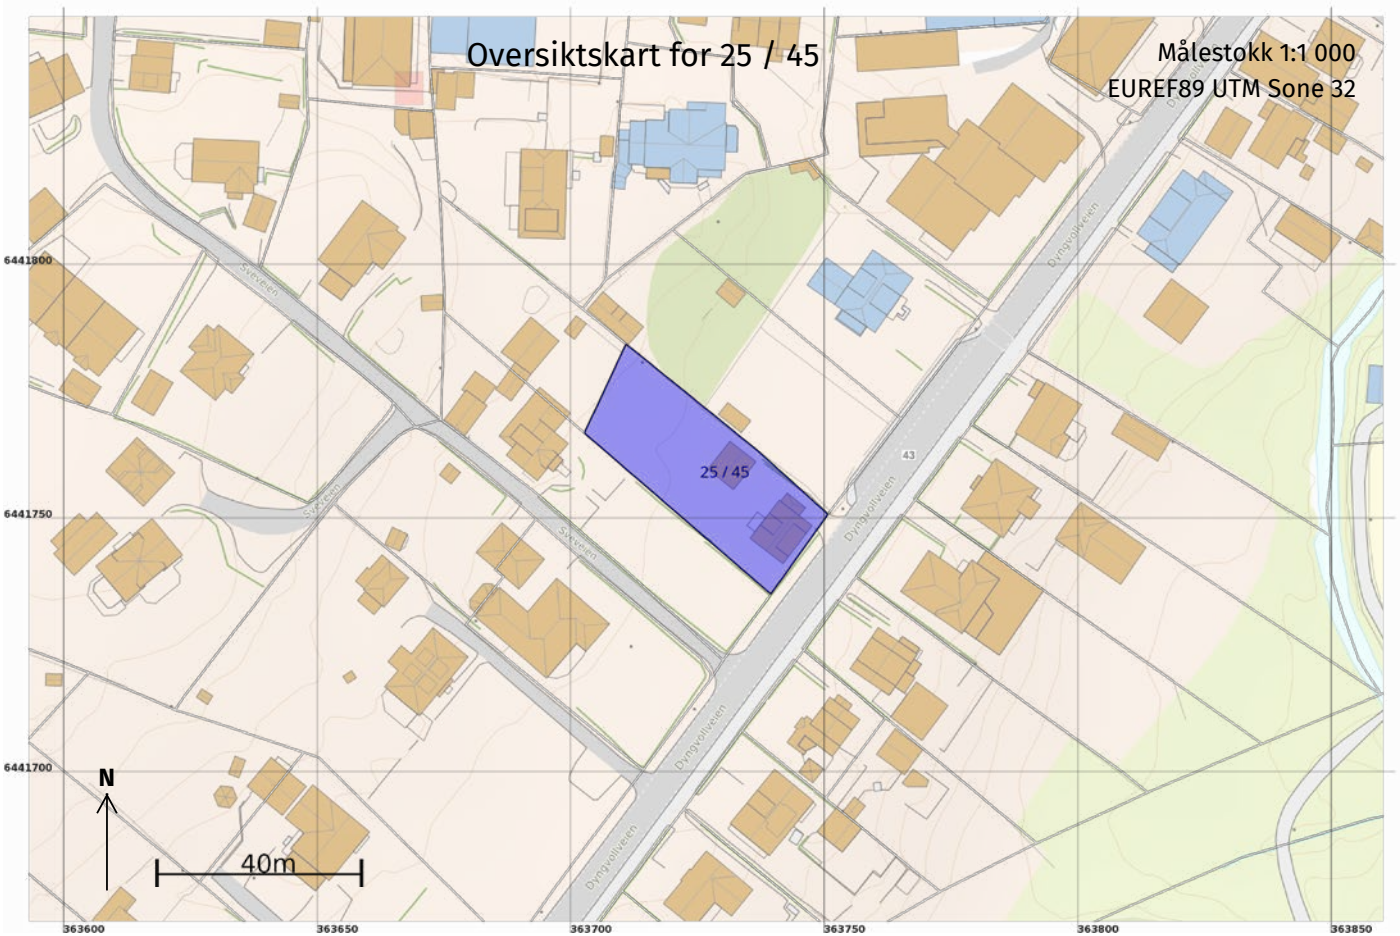 Oversiktskart for 25 / 45
Målestokk 1:1 000
EUREF89 UTM Sone 32
Dyngvollveien
6441800
Sveveien
43
25 / 45
Dyngvollveien
Sveveien
6441750
Sveveien
Dyngvollveien
6441700
N
40m
Dyngvollveien
363600
363650
363700
363750
363800
363850